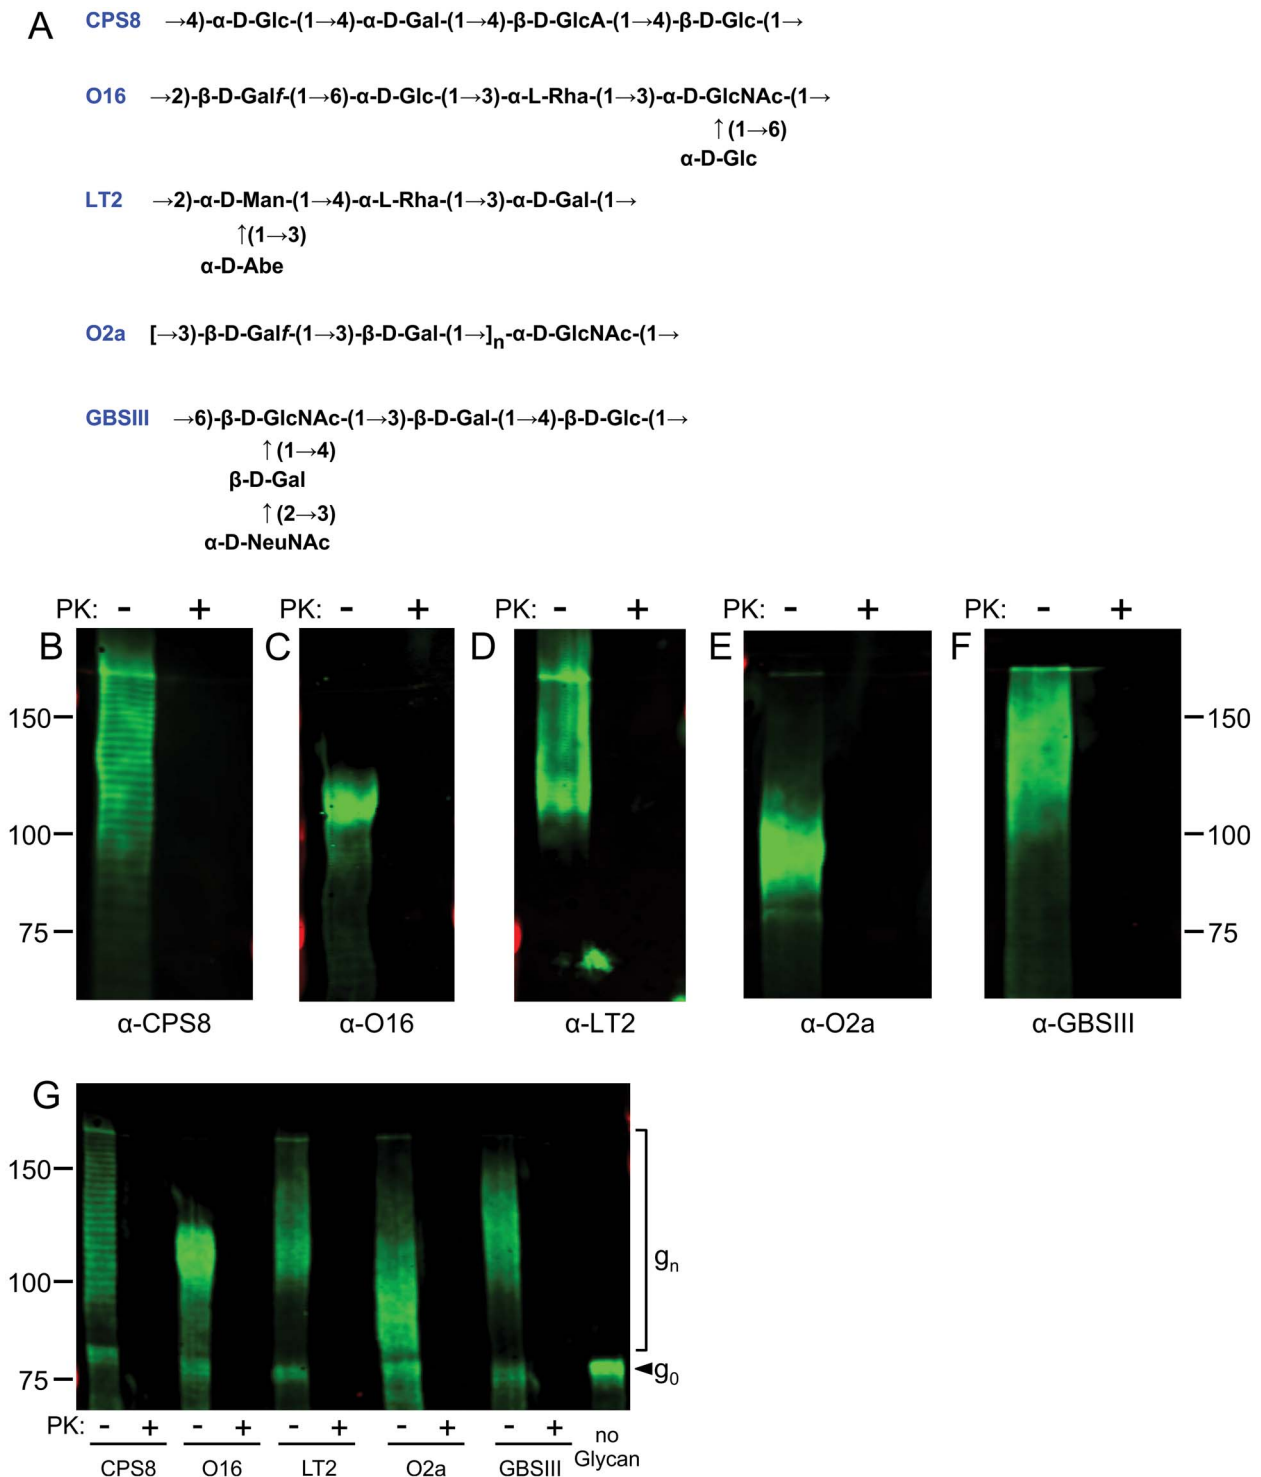 A
CPS8 →4)-α-D-Glc-(1→4)-α-D-Gal-(1→4)-β-D-GlcA-(1→4)-β-D-Glc-(1→
O16 →2)-β-D-Galf-(1→6)-α-D-Glc-(1→3)-α-L-Rha-(1→3)-α-D-GlcNAc-(1→
↑(1→6)
α-D-Glc
LT2 →2)-α-D-Man-(1→4)-α-L-Rha-(1→3)-α-D-Gal-(1→
↑(1→3)
α-D-Abe
O2a [→3)-β-D-Galf-(1→3)-β-D-Gal-(1→]n-α-D-GlcNAc-(1→
GBSIII →6)-β-D-GlcNAc-(1→3)-β-D-Gal-(1→4)-β-D-Glc-(1→
↑(1→4)
β-D-Gal
↑(2→3)
α-D-NeuNAc
PK: - + PK: - + PK: - + PK: - + PK: - +
B C D E F
150 150
100 100
75 75
α-CPS8 α-O16 α-LT2 α-O2a α-GBSIII
G
150
gn
100
g0
75
PK: - + - + - + - + - + no
Glycan
CPS8 O16 LT2 O2a GBSIII